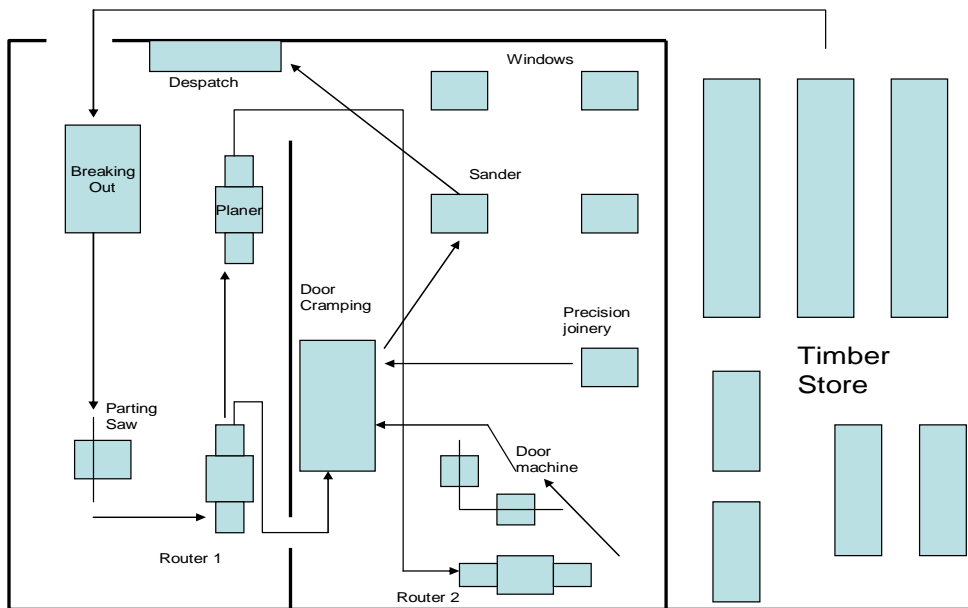 Despatch
Windows
Breaking
Out
Planer
Sander
Door
Cramping
Precision
joinery
Timber
Store
Parting
Saw
Door
machine
Router 1
Router 2